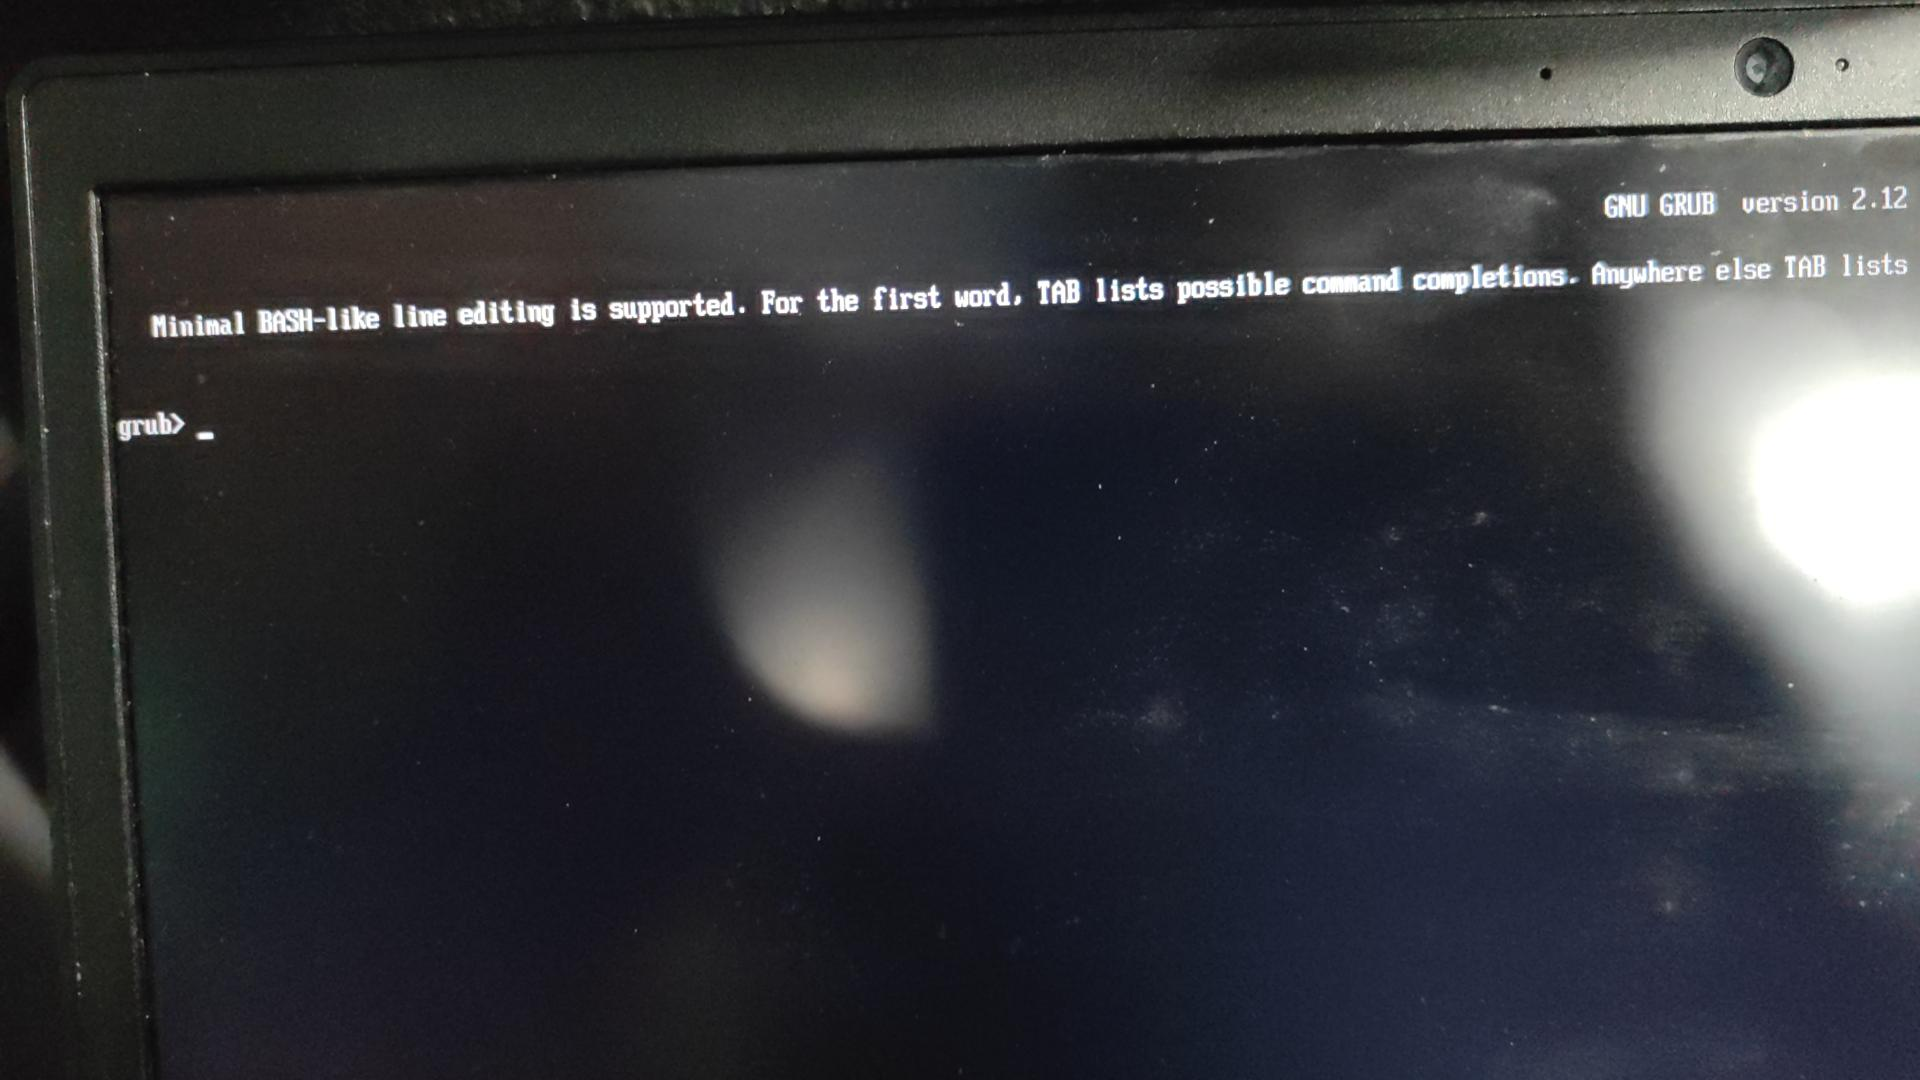 GNU GRUB version 2.12
Minimal BASH-like line editing is supported. For the first word, TAB lists possible command completions. Anywhere else TAB lists
grub> _